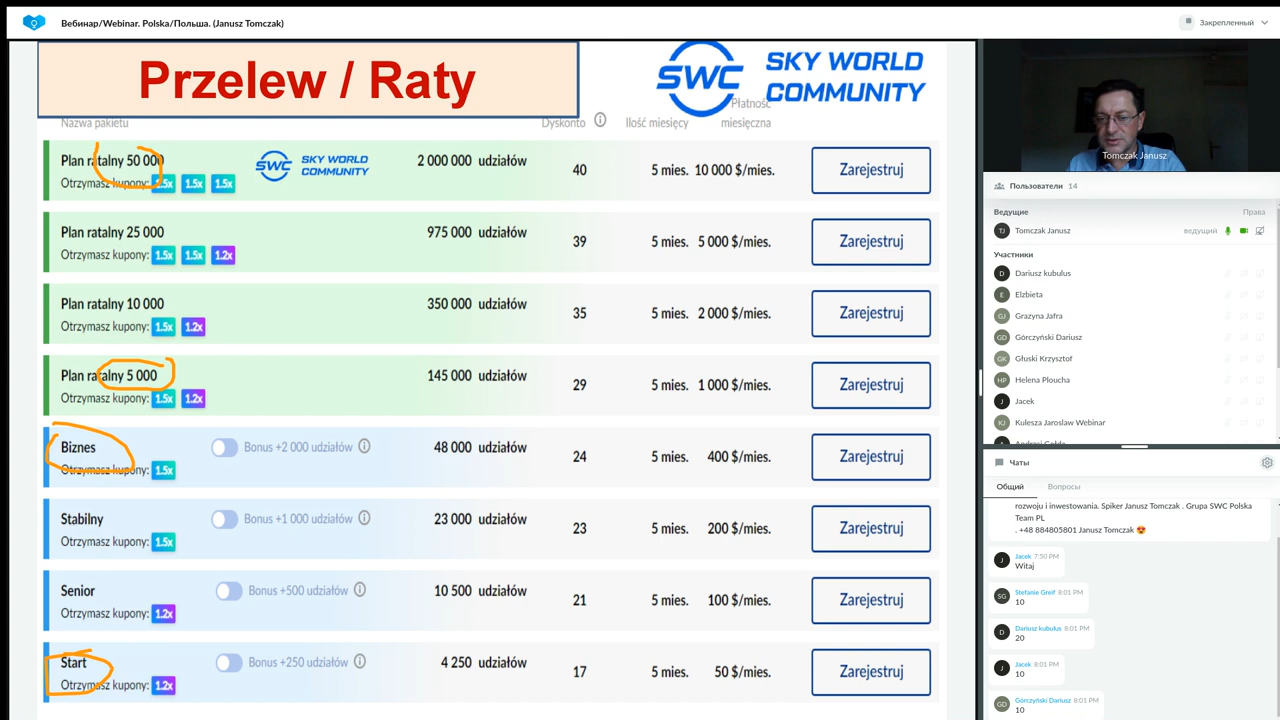 Вебинар/Webinar. Polska/Польша. (Janusz Tomczak)
Закрепленный
Przelew / Raty
SWC SKY WORLD COMMUNITY
Nazwa pakietu Dyskonto Ilość miesięcy Płatność miesięczna
Plan ratalny 50 000 SWC SKY WORLD COMMUNITY 2 000 000 udziałów 40 5 mies. 10 000 $/mies. Zarejestruj
Otrzymasz kupony: 1.5x 1.5x 1.5x
Plan ratalny 25 000 975 000 udziałów 39 5 mies. 5 000 $/mies. Zarejestruj
Otrzymasz kupony: 1.5x 1.5x 1.2x
Plan ratalny 10 000 350 000 udziałów 35 5 mies. 2 000 $/mies. Zarejestruj
Otrzymasz kupony: 1.5x 1.2x
Plan ratalny 5 000 145 000 udziałów 29 5 mies. 1 000 $/mies. Zarejestruj
Otrzymasz kupony: 1.5x 1.2x
Biznes Bonus +2 000 udziałów 48 000 udziałów 24 5 mies. 400 $/mies. Zarejestruj
Otrzymasz kupony: 1.5x
Stabilny Bonus +1 000 udziałów 23 000 udziałów 23 5 mies. 200 $/mies. Zarejestruj
Otrzymasz kupony: 1.5x
Senior Bonus +500 udziałów 10 500 udziałów 21 5 mies. 100 $/mies. Zarejestruj
Otrzymasz kupony: 1.2x
Start Bonus +250 udziałów 4 250 udziałów 17 5 mies. 50 $/mies. Zarejestruj
Otrzymasz kupony: 1.2x
Tomczak Janusz
Пользователи 14
Ведущие Права
TJ Tomczak Janusz ведущий
Участники
D Dariusz kubulus
E Elzbieta
GJ Grazyna Jafra
GD Górczyński Dariusz
GK Głuski Krzysztof
HP Helena Ploucha
J Jacek
KJ Kulesza Jaroslaw Webinar
Чаты
Общий Вопросы
rozwoju i inwestowania. Spiker Janusz Tomczak . Grupa SWC Polska
Team PL
. +48 884805801 Janusz Tomczak 😍
J Jacek 7:50 PM
Witaj
SG Stefanie Greif 8:01 PM
10
D Dariusz kubulus 8:01 PM
20
J Jacek 8:01 PM
10
GD Górczyński Dariusz 8:01 PM
10